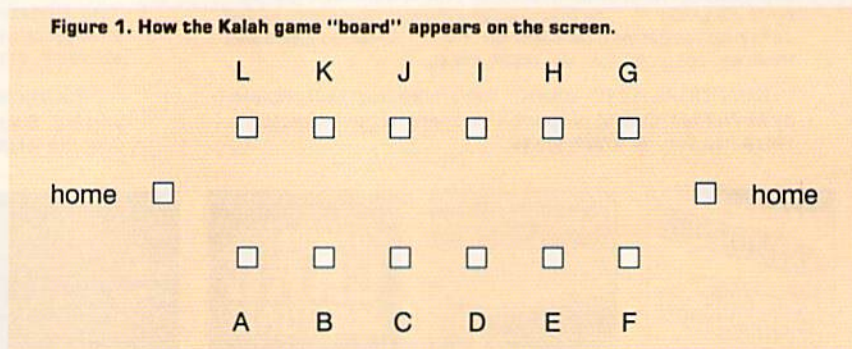 Figure 1. How the Kalah game "board" appears on the screen.
L K J I H G
home home
A B C D E F